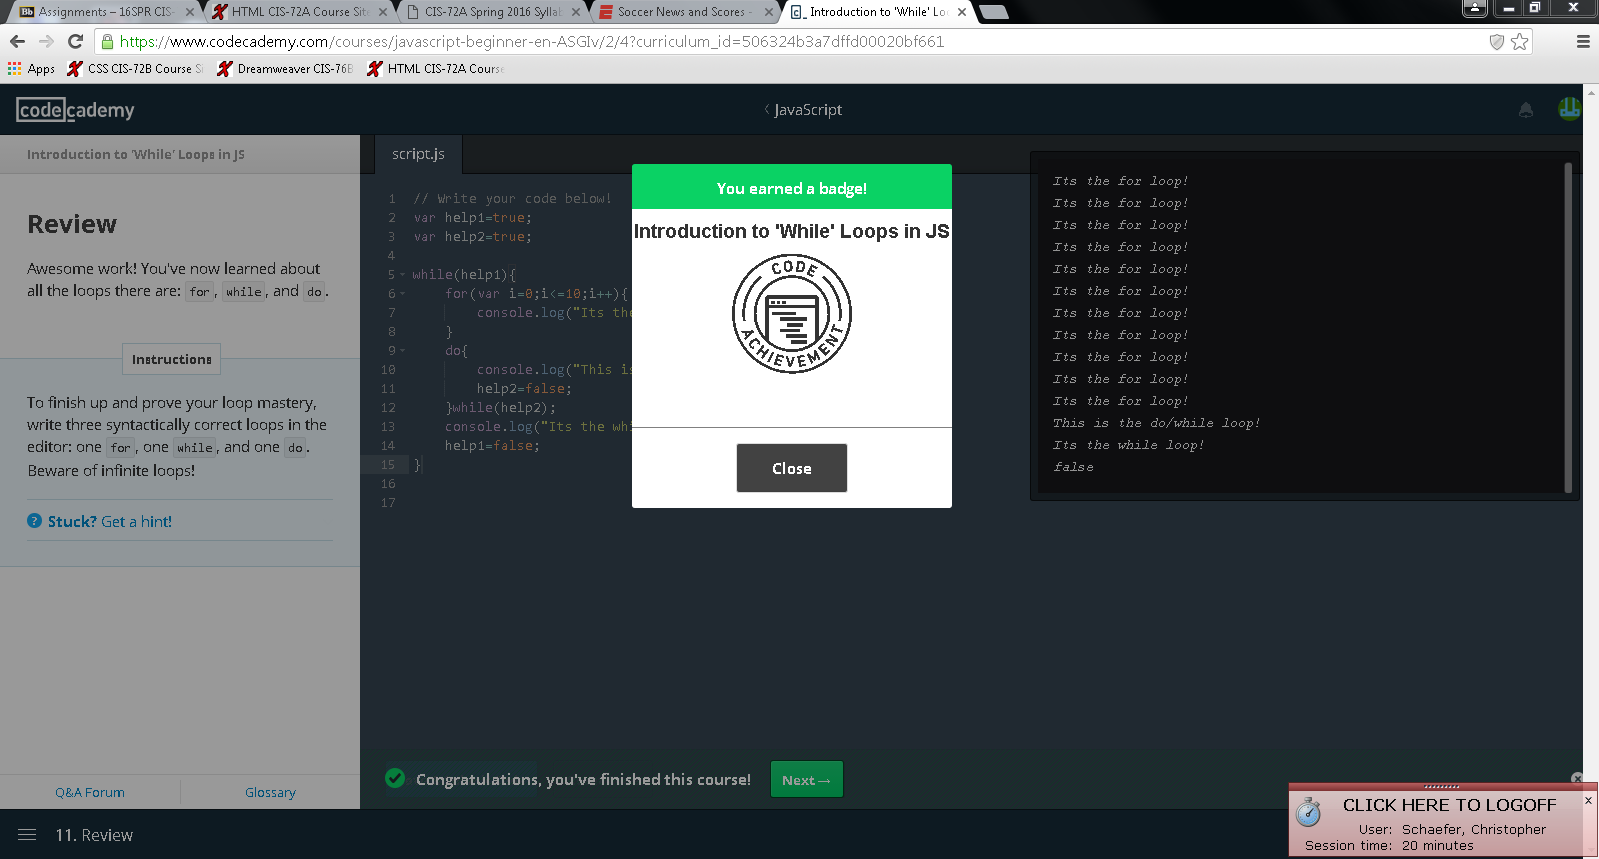 Assignments – 16SPR CIS-
HTML CIS-72A Course Site
CIS-72A Spring 2016 Syllab
Soccer News and Scores -
Introduction to 'While' Loo
https://www.codecademy.com/courses/javascript-beginner-en-ASGIv/2/4?curriculum_id=506324b3a7dffd00020bf661
Apps
CSS CIS-72B Course Si
Dreamweaver CIS-76B
HTML CIS-72A Course
codecademy
JavaScript
Introduction to 'While' Loops in JS
Review
Awesome work! You've now learned about
all the loops there are: for, while, and do.
Instructions
To finish up and prove your loop mastery,
write three syntactically correct loops in the
editor: one for, one while, and one do.
Beware of infinite loops!
Stuck? Get a hint!
Q&A Forum
Glossary
script.js
1 // Write your code below!
2 var help1=true;
3 var help2=true;
4
5 while(help1){
6 for(var i=0;i<=10;i++){
7 console.log("Its the
8 }
9 do{
10 console.log("This is
11 help2=false;
12 }while(help2);
13 console.log("Its the whi
14 help1=false;
15 }
16
17
You earned a badge!
Introduction to 'While' Loops in JS
CODE
ACHIEVEMENT
Close
Its the for loop!
Its the for loop!
Its the for loop!
Its the for loop!
Its the for loop!
Its the for loop!
Its the for loop!
Its the for loop!
Its the for loop!
Its the for loop!
Its the for loop!
This is the do/while loop!
Its the while loop!
false
Congratulations, you've finished this course!
Next→
11. Review
CLICK HERE TO LOGOFF
User: Schaefer, Christopher
Session time: 20 minutes